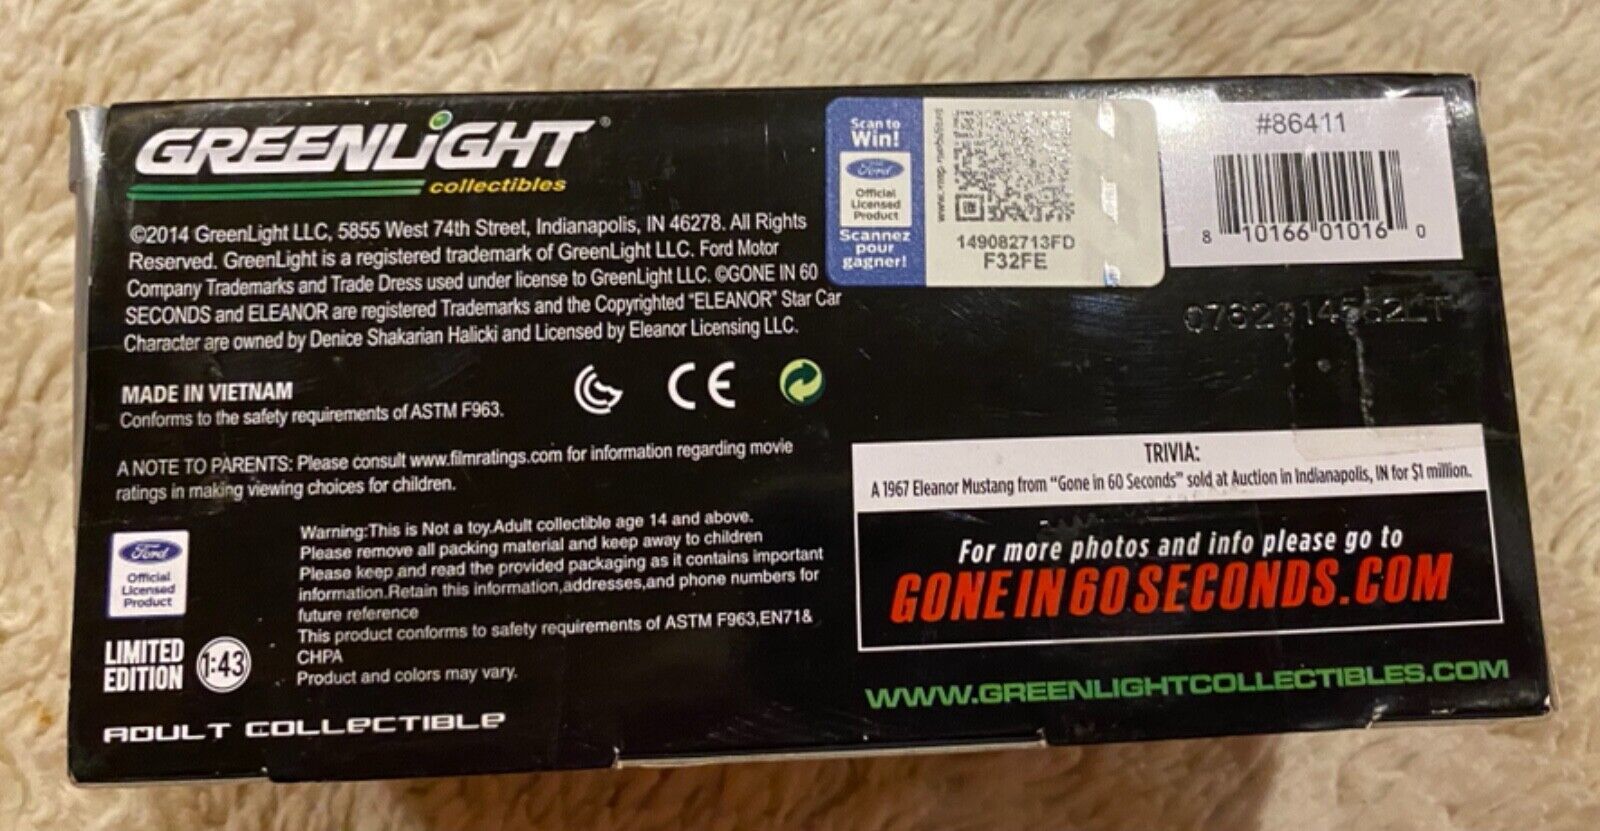 GREENLIGHT®
collectibles
©2014 GreenLight LLC, 5855 West 74th Street, Indianapolis, IN 46278. All Rights
Reserved. GreenLight is a registered trademark of GreenLight LLC. Ford Motor
Company Trademarks and Trade Dress used under license to GreenLight LLC. ©GONE IN 60
SECONDS and ELEANOR are registered Trademarks and the Copyrighted "ELEANOR" Star Car
Character are owned by Denice Shakarian Halicki and Licensed by Eleanor Licensing LLC.
MADE IN VIETNAM
Conforms to the safety requirements of ASTM F963.
CE
A NOTE TO PARENTS: Please consult www.filmratings.com for information regarding movie
ratings in making viewing choices for children.
Ford
Official
Licensed
Product
LIMITED
EDITION
1:43
Warning:This is Not a toy.Adult collectible age 14 and above.
Please remove all packing material and keep away to children
Please keep and read the provided packaging as it contains important
information.Retain this information,addresses,and phone numbers for
future reference
This product conforms to safety requirements of ASTM F963,EN71&
CHPA
Product and colors may vary.
ADULT COLLECTIBLE
Scan to
Win!
Ford
Official
Licensed
Product
Scannez
pour
gagner!
149082713FD
F32FE
#86411
8 10166 01016 0
TRIVIA:
A 1967 Eleanor Mustang from "Gone in 60 Seconds" sold at Auction in Indianapolis, IN for $1 million.
For more photos and info please go to
GONEIN60SECONDS.COM
WWW.GREENLIGHTCOLLECTIBLES.COM